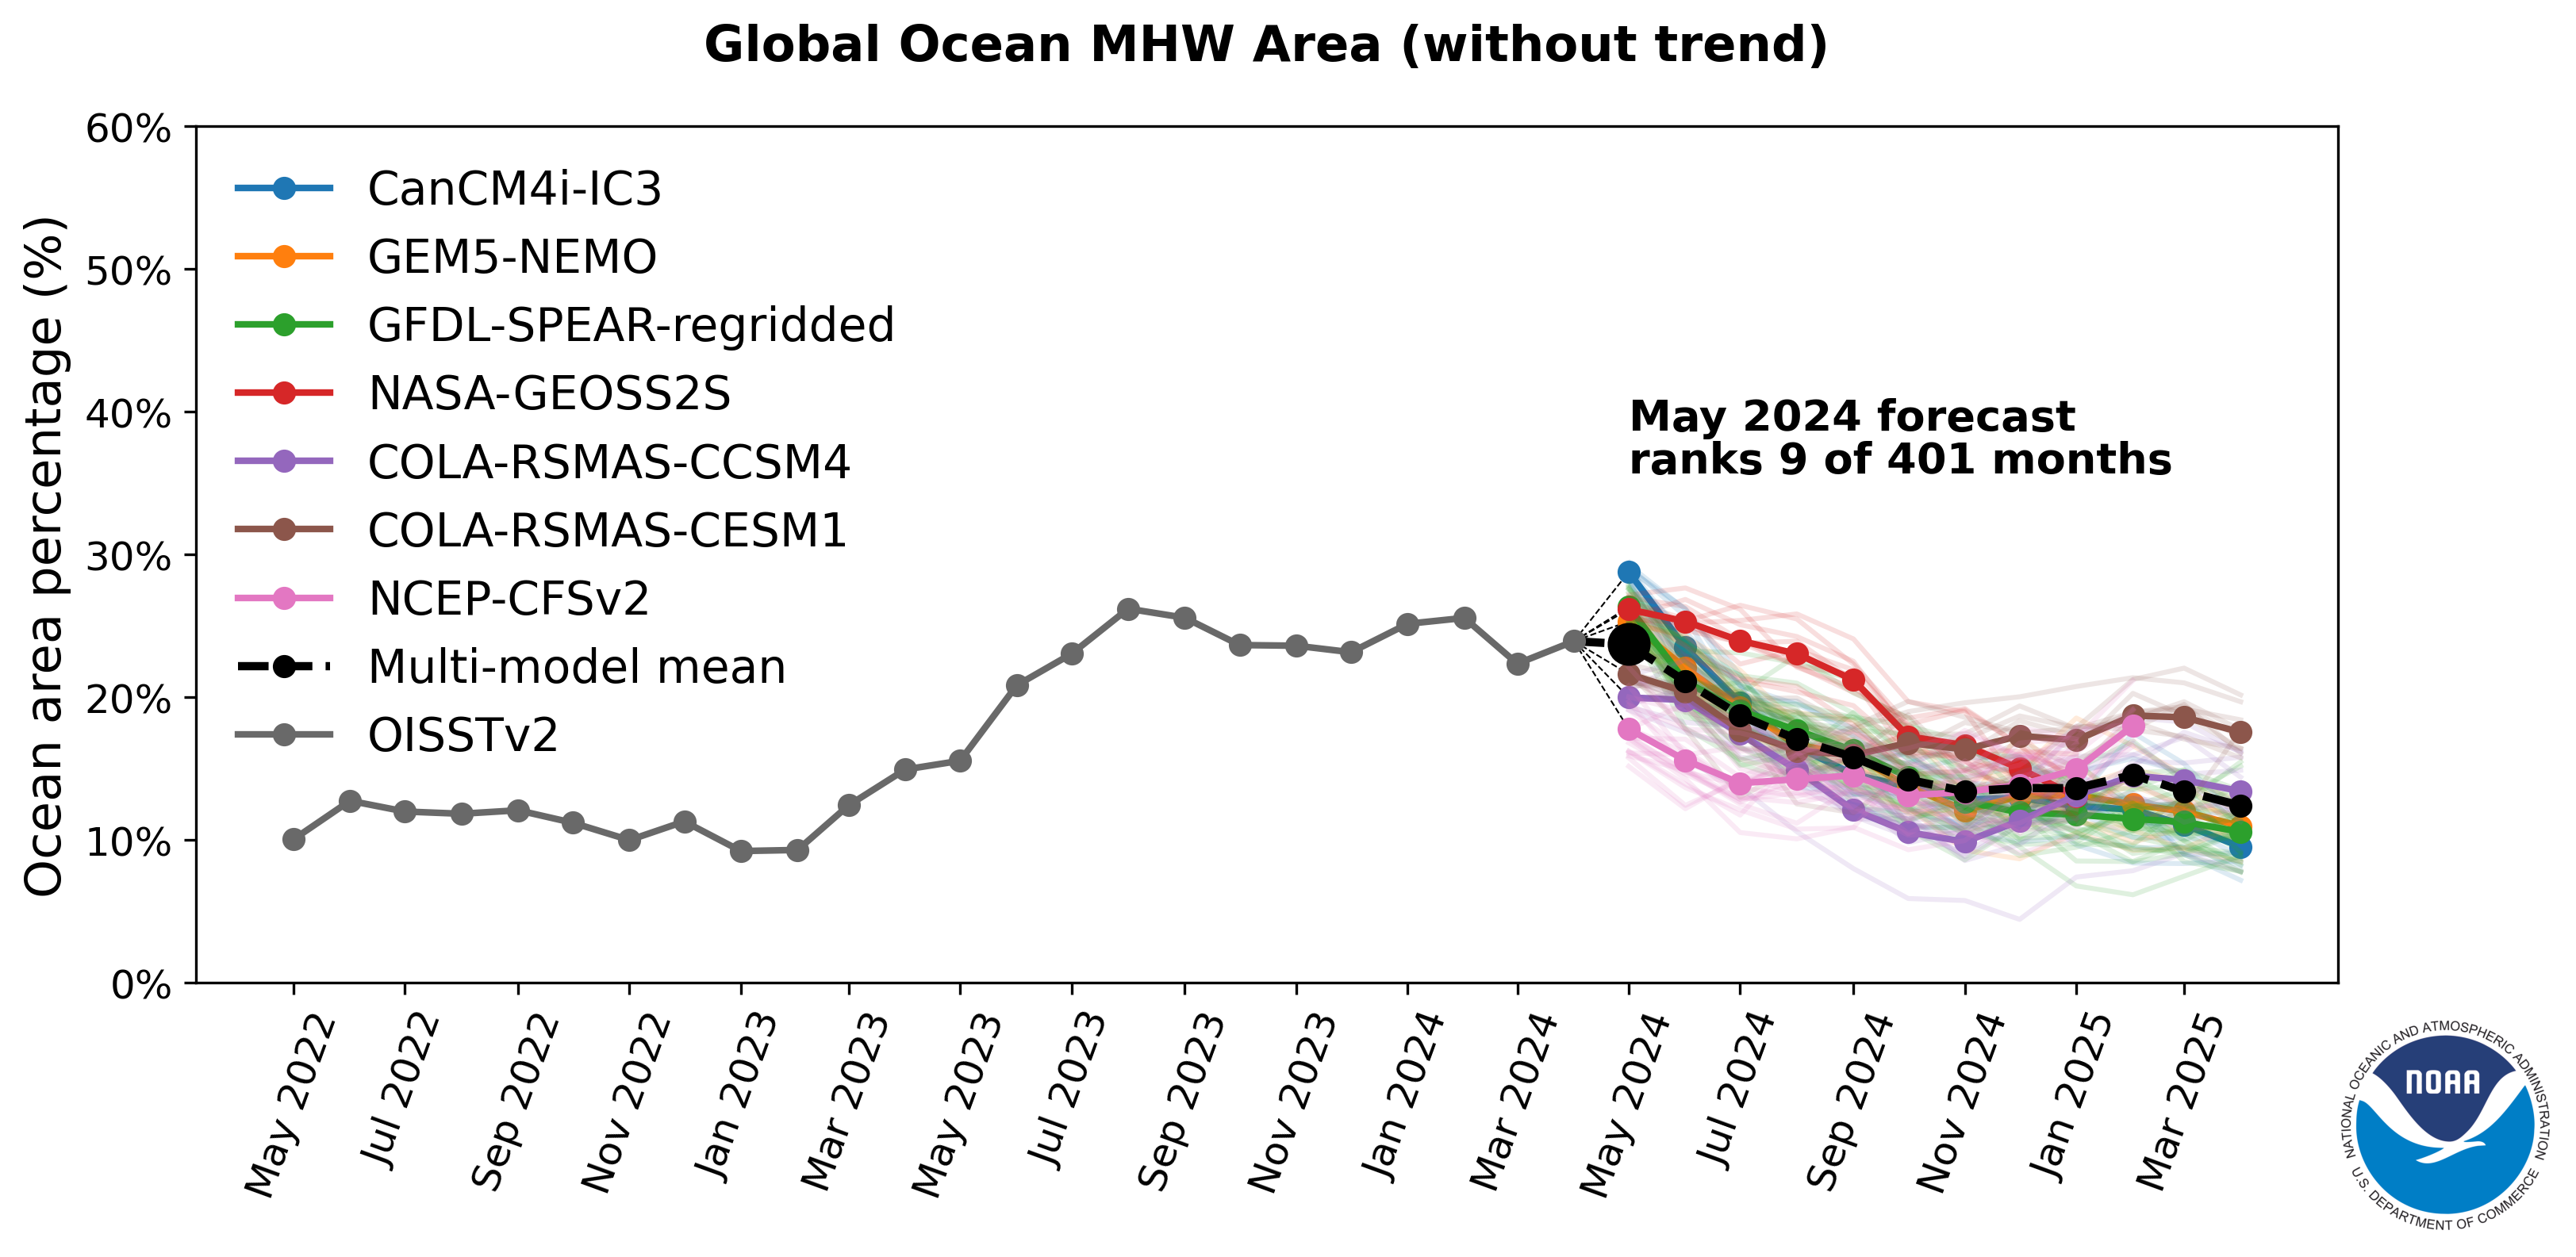 Global Ocean MHW Area (without trend)
Ocean area percentage (%)
60%
50%
40%
30%
20%
10%
0%
CanCM4i-IC3
GEM5-NEMO
GFDL-SPEAR-regridded
NASA-GEOSS2S
COLA-RSMAS-CCSM4
COLA-RSMAS-CESM1
NCEP-CFSv2
Multi-model mean
OISSTv2
May 2024 forecast
ranks 9 of 401 months
May 2022
Jul 2022
Sep 2022
Nov 2022
Jan 2023
Mar 2023
May 2023
Jul 2023
Sep 2023
Nov 2023
Jan 2024
Mar 2024
May 2024
Jul 2024
Sep 2024
Nov 2024
Jan 2025
Mar 2025
NATIONAL OCEANIC AND ATMOSPHERIC ADMINISTRATION
NOAA
U.S. DEPARTMENT OF COMMERCE